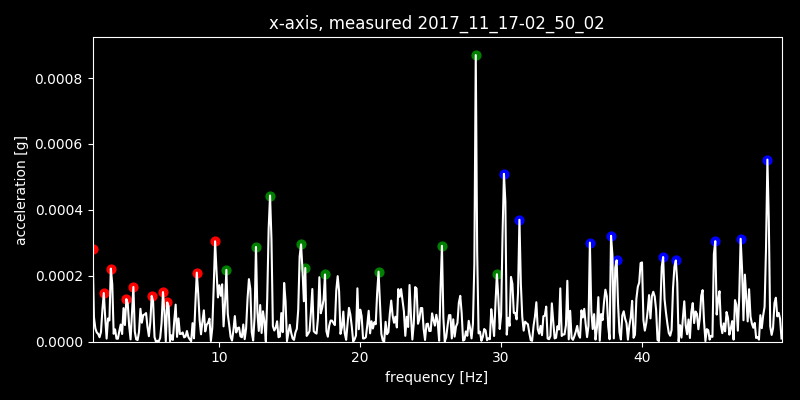 x-axis, measured 2017_11_17-02_50_02
acceleration [g]
0.0008
0.0006
0.0004
0.0002
0.0000
10 20 30 40
frequency [Hz]